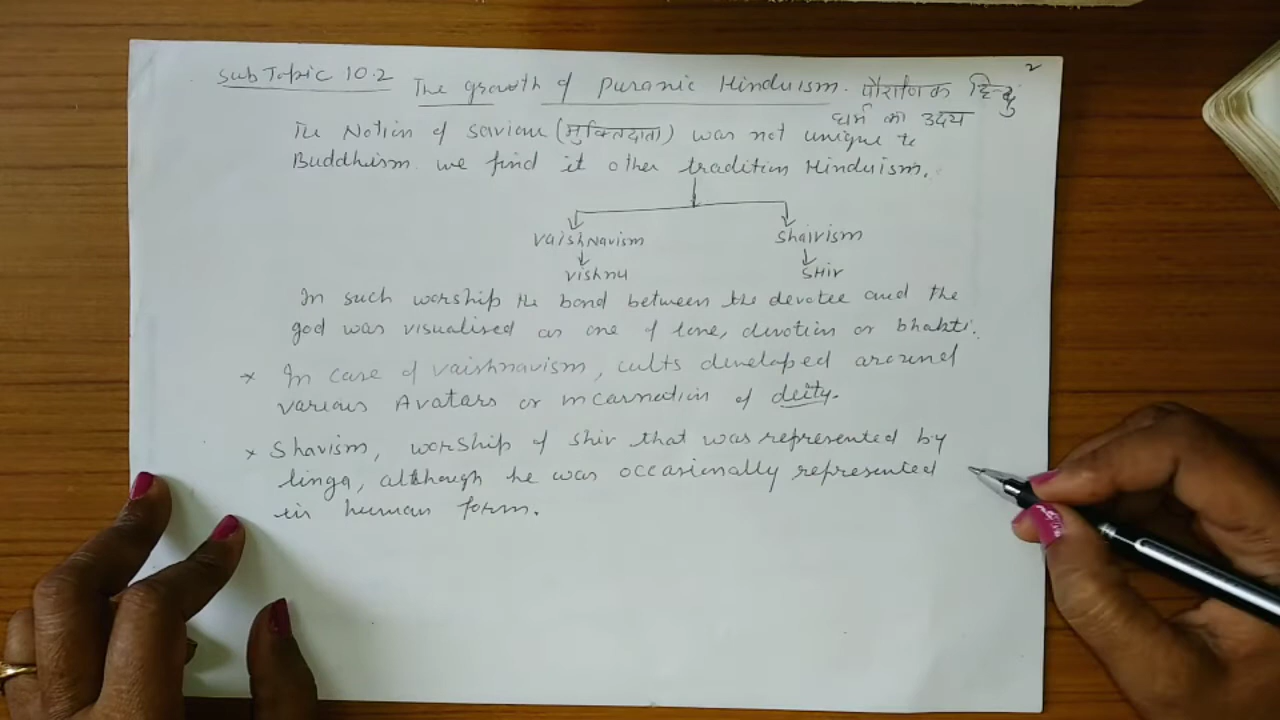 2
Sub Topic 10.2 The growth of Puranic Hinduism. पौराणिक हिन्दु
धर्म का उदय
The Notion of saviour (मुक्तिदाता) was not unique to
Buddhism. we find it other tradition Hinduism.
Vaishnavism Shaivism
Vishnu SHIV
In such worship the bond between the devotee and the
god was visualised as one of love, devotion or bhakti.
* In case of vaishnavism, cults developed around
various Avatars or incarnation of deity.
* Shavism, worship of shiv that was represented by
linga, although he was occasionally represented
in human form.